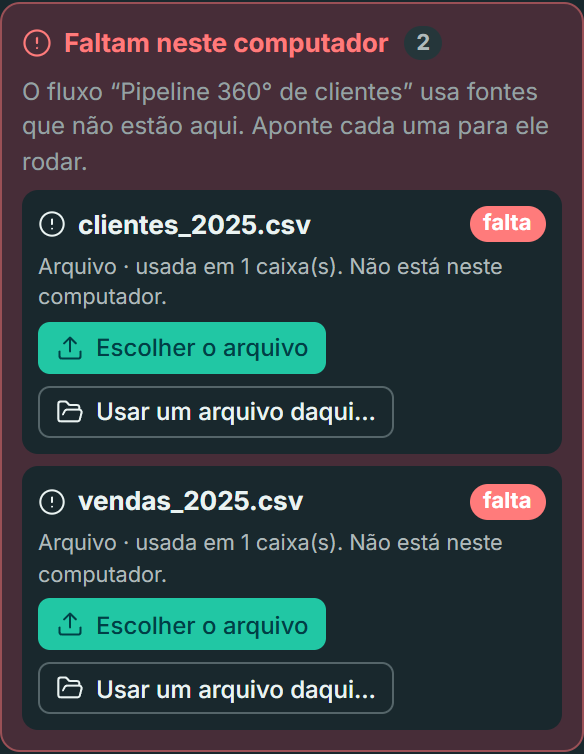 Faltam neste computador 2
O fluxo “Pipeline 360° de clientes” usa fontes
que não estão aqui. Aponte cada uma para ele
rodar.
clientes_2025.csv falta
Arquivo · usada em 1 caixa(s). Não está neste
computador.
Escolher o arquivo
Usar um arquivo daqui...
vendas_2025.csv falta
Arquivo · usada em 1 caixa(s). Não está neste
computador.
Escolher o arquivo
Usar um arquivo daqui...